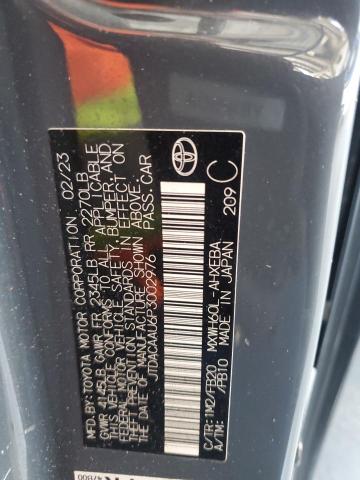 MFD. BY: TOYOTA MOTOR CORPORATION 02/23
GVWR 4145LB GAWR FR 2345LB RR 2270LB
THIS VEHICLE CONFORMS TO ALL APPLICABLE
FEDERAL MOTOR VEHICLE SAFETY, BUMPER, AND
THEFT PREVENTION STANDARDS IN EFFECT ON
THE DATE OF MANUFACTURE SHOWN ABOVE.
JTDACAAU6P3002976 PASS. CAR
C/TR: 1M2/FB20 MXWH60L-AHXEBA
A/TM: /PB10 MADE IN JAPAN
209 C
47B00